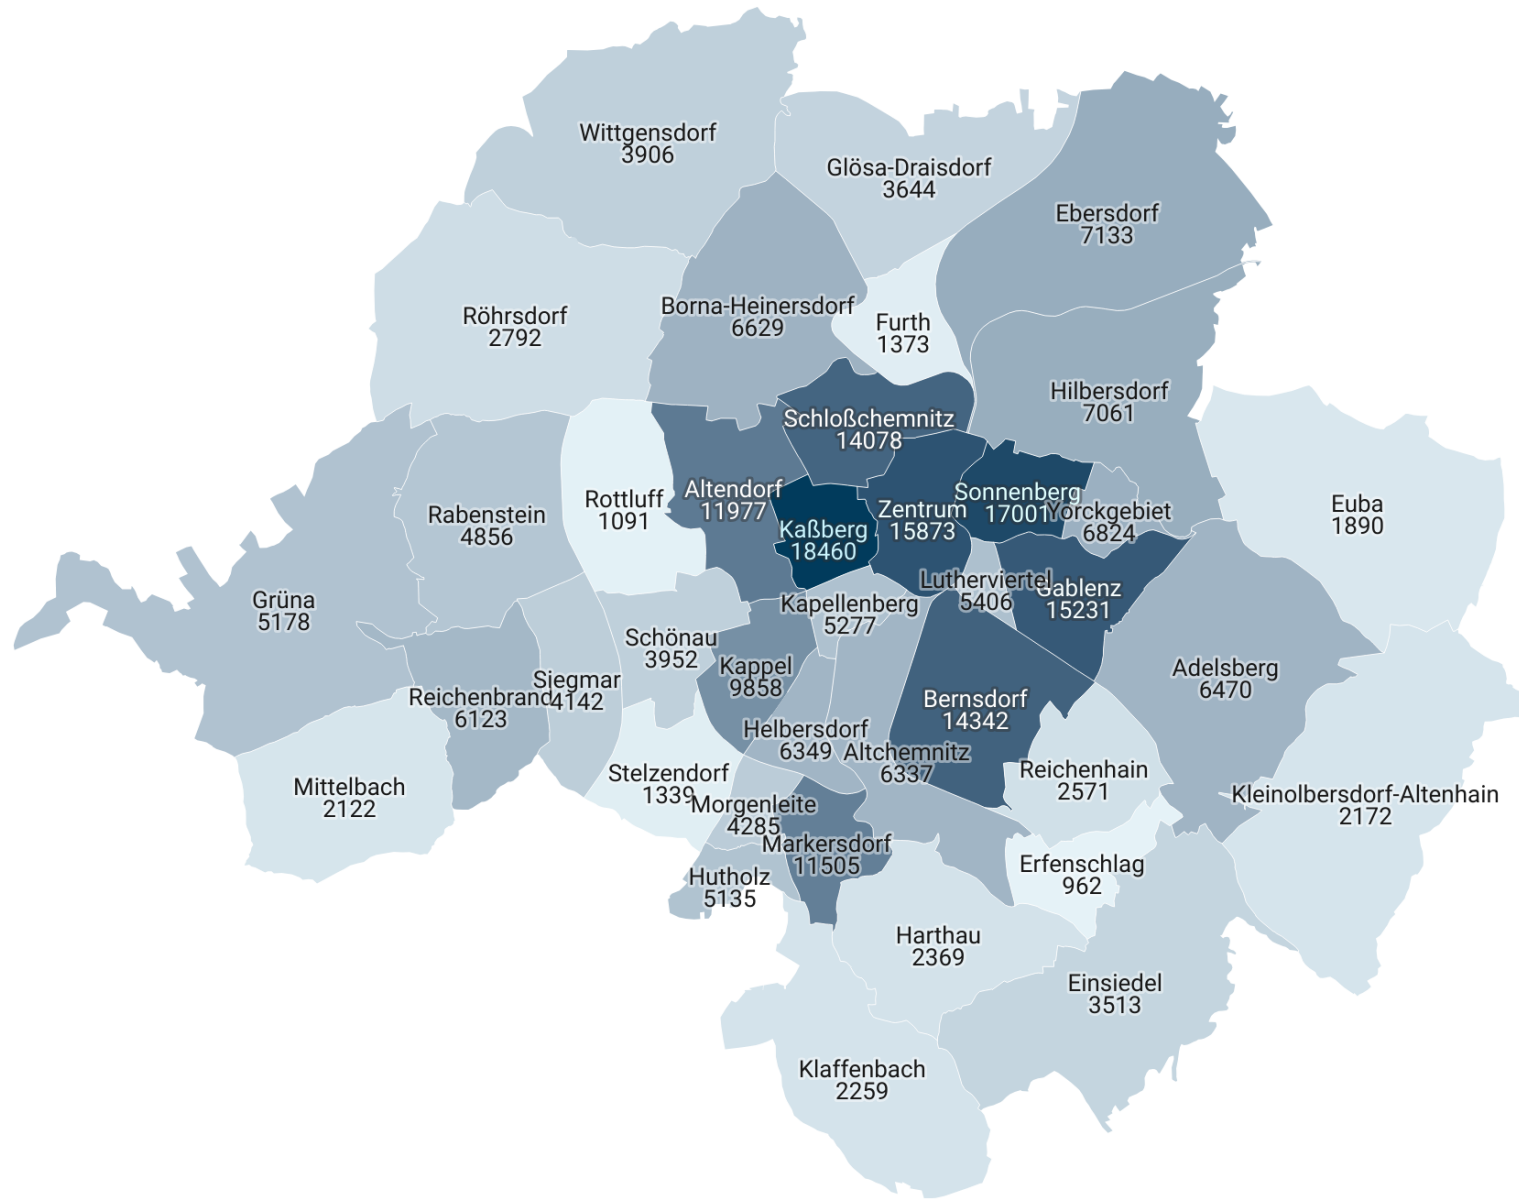 Wittgensdorf
3906
Glösa-Draisdorf
3644
Ebersdorf
7133
Röhrsdorf
2792
Borna-Heinersdorf
6629
Furth
1373
Hilbersdorf
7061
Schloßchemnitz
14078
Rabenstein
4856
Rottluff
1091
Altendorf
11977
Kaßberg
18460
Zentrum
15873
Sonnenberg
17001
Yorckgebiet
6824
Euba
1890
Grüna
5178
Kapellenberg
5277
Lutherviertel
5406
Gablenz
15231
Schönau
3952
Kappel
9858
Adelsberg
6470
Reichenbrand
6123
Siegmar
4142
Bernsdorf
14342
Helbersdorf
6349
Altchemnitz
6337
Mittelbach
2122
Stelzendorf
1339
Reichenhain
2571
Kleinolbersdorf-Altenhain
2172
Morgenleite
4285
Markersdorf
11505
Hutholz
5135
Erfenschlag
962
Harthau
2369
Einsiedel
3513
Klaffenbach
2259